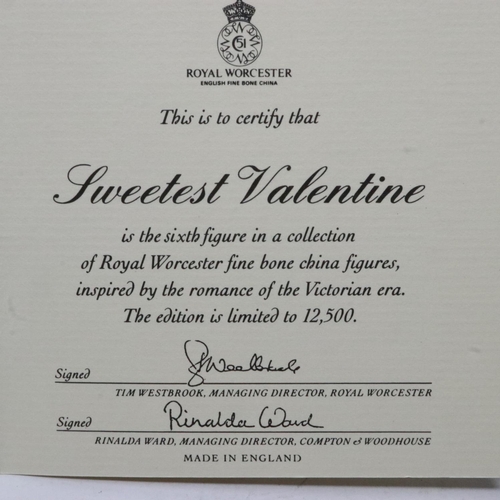 51
ROYAL WORCESTER
ENGLISH FINE BONE CHINA
This is to certify that
Sweetest Valentine
is the sixth figure in a collection
of Royal Worcester fine bone china figures,
inspired by the romance of the Victorian era.
The edition is limited to 12,500.
Signed
TIM WESTBROOK, MANAGING DIRECTOR, ROYAL WORCESTER
Signed Rinalda Ward
RINALDA WARD, MANAGING DIRECTOR, COMPTON & WOODHOUSE
MADE IN ENGLAND